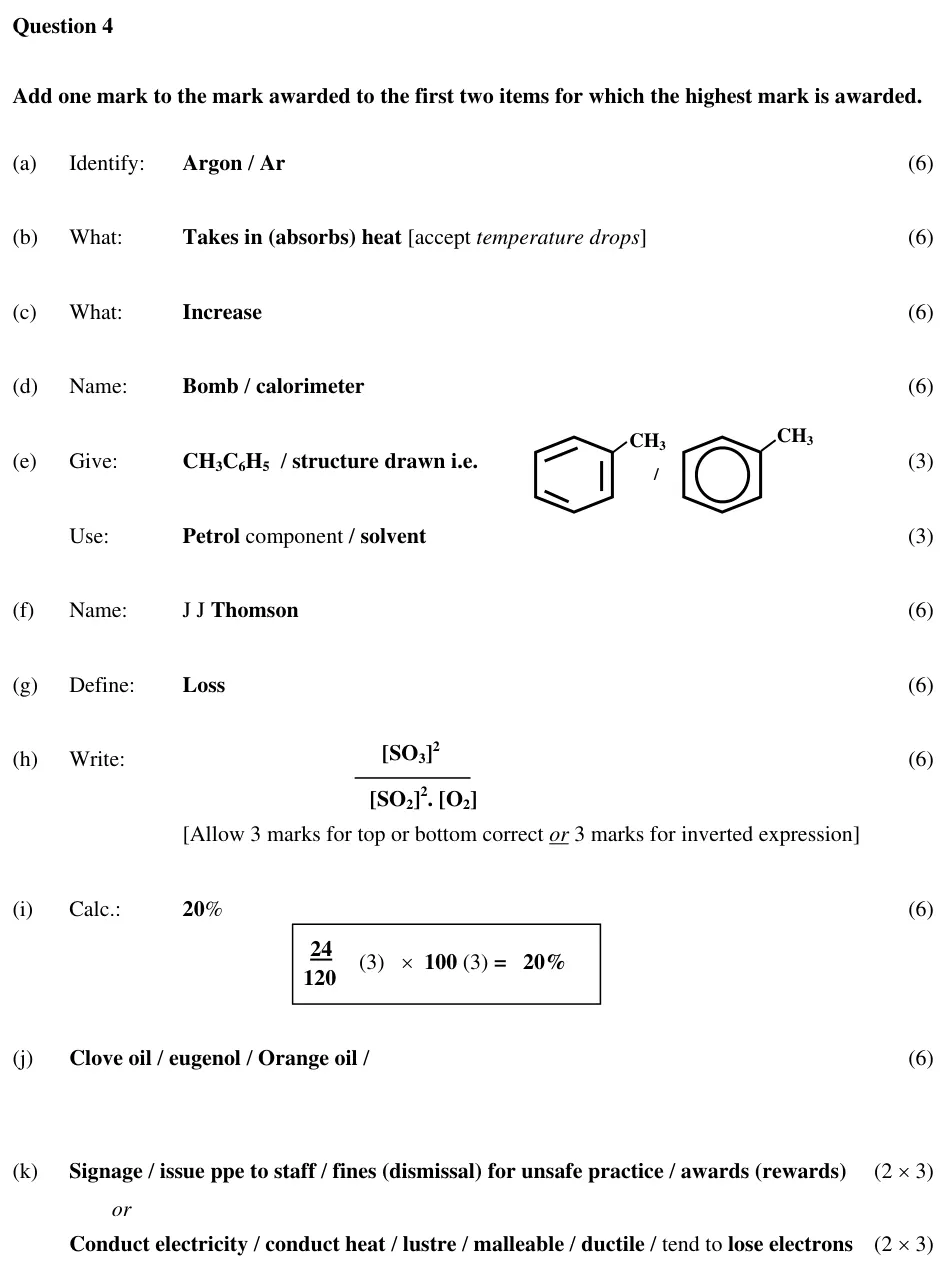 Question 4
Add one mark to the mark awarded to the first two items for which the highest mark is awarded.
(a) Identify: Argon / Ar (6)
(b) What: Takes in (absorbs) heat [accept temperature drops] (6)
(c) What: Increase (6)
(d) Name: Bomb / calorimeter (6)
(e) Give: CH₃C₆H₅ / structure drawn i.e. CH₃ / CH₃ (3)
Use: Petrol component / solvent (3)
(f) Name: J J Thomson (6)
(g) Define: Loss (6)
(h) Write: [SO₃]² (6)
[SO₂]². [O₂]
[Allow 3 marks for top or bottom correct or 3 marks for inverted expression]
(i) Calc.: 20% (6)
24
120 (3) × 100 (3) = 20%
(j) Clove oil / eugenol / Orange oil / (6)
(k) Signage / issue ppe to staff / fines (dismissal) for unsafe practice / awards (rewards) (2 × 3)
or
Conduct electricity / conduct heat / lustre / malleable / ductile / tend to lose electrons (2 × 3)